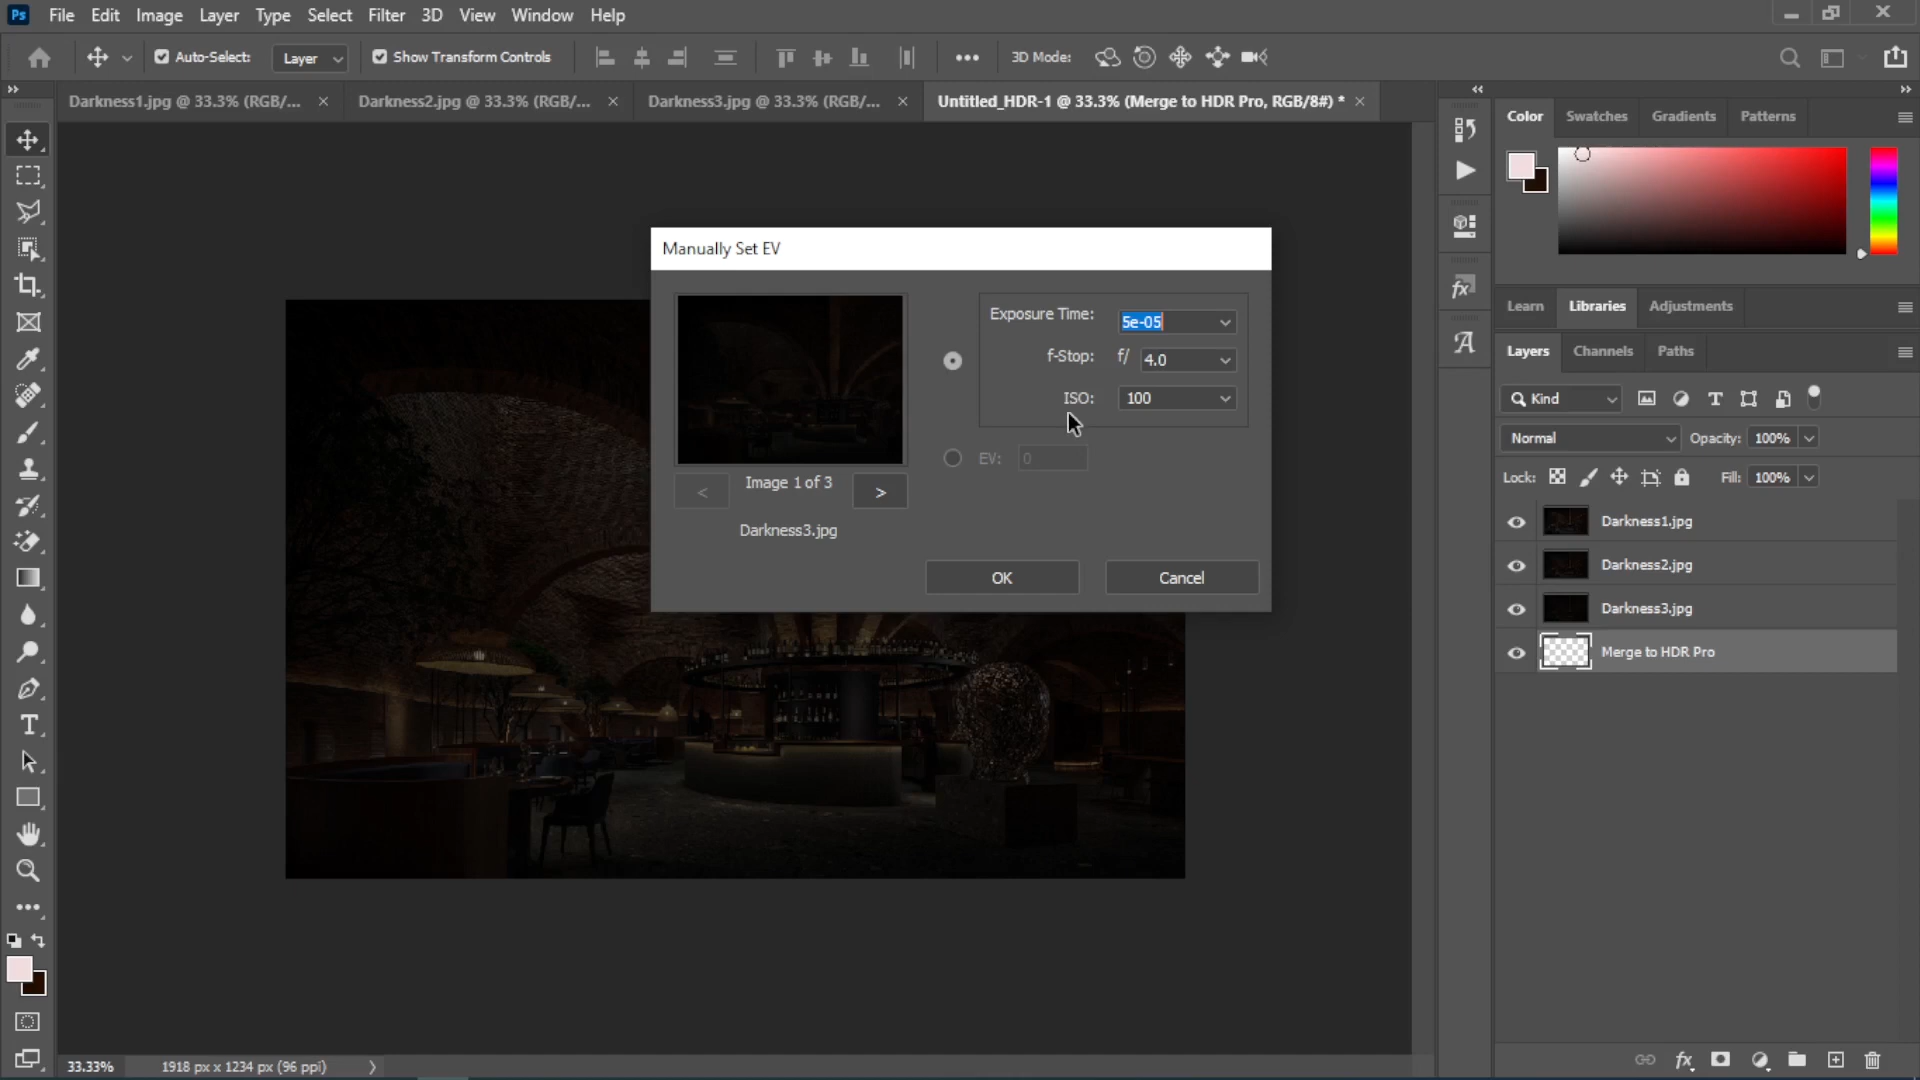 Ps File Edit Image Layer Type Select Filter 3D View Window Help
Auto-Select: Layer Show Transform Controls 3D Mode:
Darkness1.jpg @ 33.3% (RGB/... Darkness2.jpg @ 33.3% (RGB/... Darkness3.jpg @ 33.3% (RGB/... Untitled_HDR-1 @ 33.3% (Merge to HDR Pro, RGB/8#) *
Color Swatches Gradients Patterns
Manually Set EV
Exposure Time: 5e-05
f-Stop: f/ 4.0
ISO: 100
EV: 0
< Image 1 of 3 >
Darkness3.jpg
OK Cancel
Learn Libraries Adjustments
Layers Channels Paths
Kind
Normal Opacity: 100%
Lock: Fill: 100%
Darkness1.jpg
Darkness2.jpg
Darkness3.jpg
Merge to HDR Pro
33.33% 1918 px x 1234 px (96 ppi)